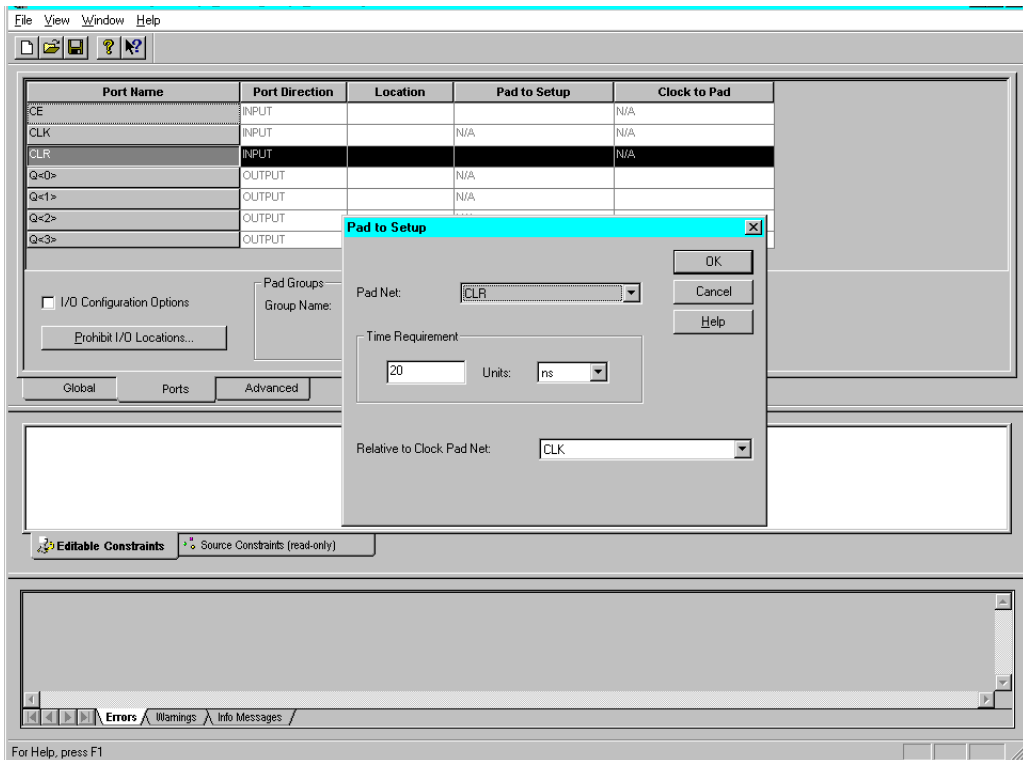 File View Window Help
Port Name Port Direction Location Pad to Setup Clock to Pad
CE INPUT N/A
CLK INPUT N/A N/A
CLR INPUT N/A
Q<0> OUTPUT N/A
Q<1> OUTPUT N/A
Q<2> OUTPUT
Q<3> OUTPUT
I/O Configuration Options
Prohibit I/O Locations...
Pad Groups
Group Name:
Global Ports Advanced
Pad to Setup
OK
Pad Net: CLR Cancel
Help
Time Requirement
20 Units: ns
Relative to Clock Pad Net: CLK
Editable Constraints Source Constraints (read-only)
Errors Warnings Info Messages
For Help, press F1